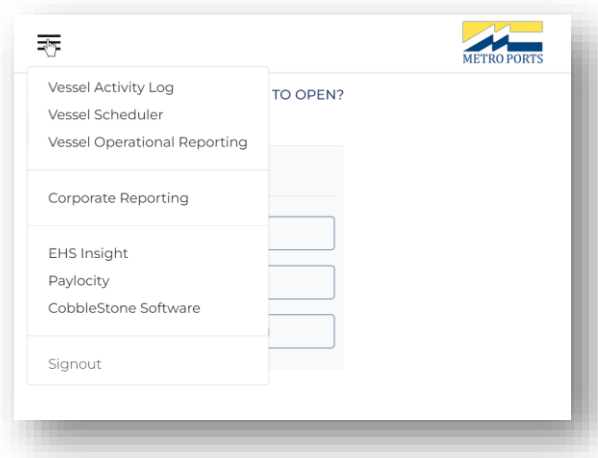 METRO PORTS
TO OPEN?
Vessel Activity Log
Vessel Scheduler
Vessel Operational Reporting
Corporate Reporting
EHS Insight
Paylocity
CobbleStone Software
Signout